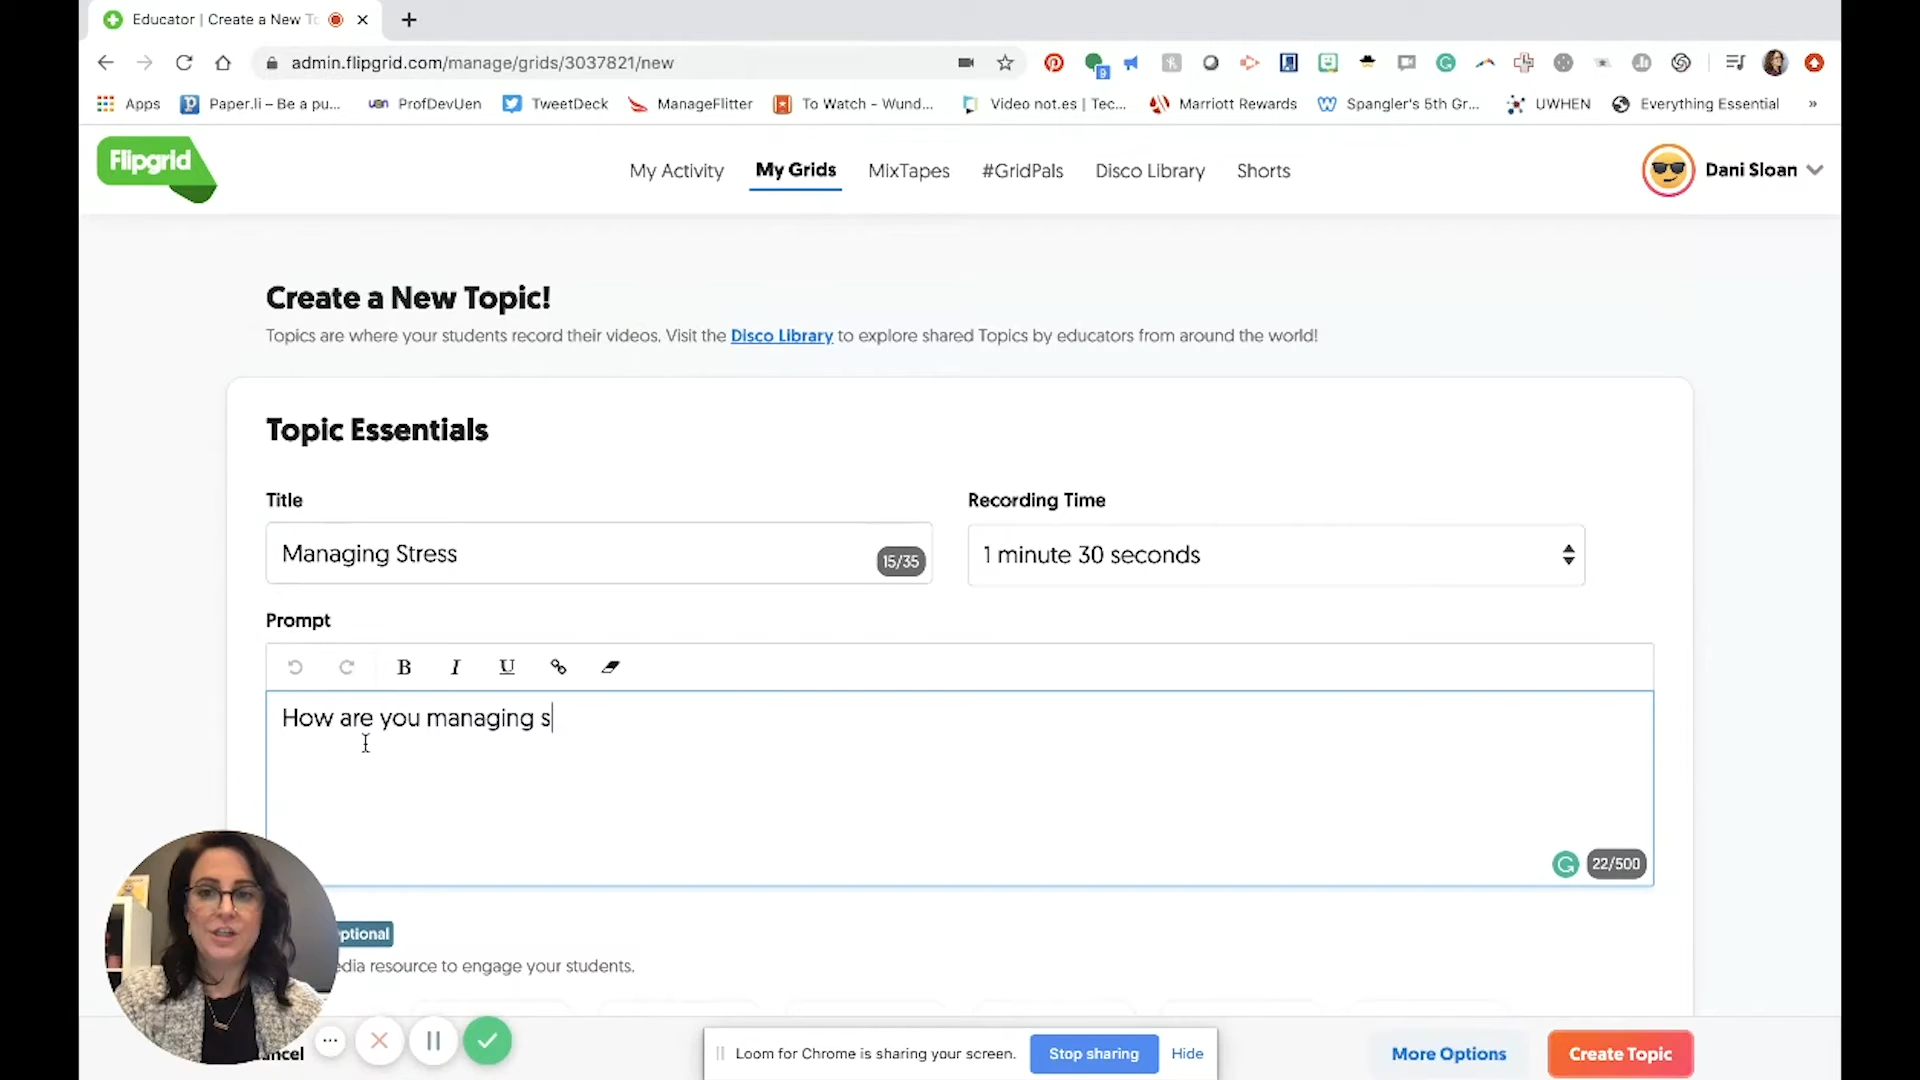 Educator | Create a New To
admin.flipgrid.com/manage/grids/3037821/new
9
Apps
Paper.li – Be a pu...
uen ProfDevUen
TweetDeck
ManageFlitter
To Watch - Wund...
Video not.es | Tec...
Marriott Rewards
Spangler's 5th Gr...
UWHEN
Everything Essential
»
Flipgrid
My Activity
My Grids
MixTapes
#GridPals
Disco Library
Shorts
Dani Sloan
Create a New Topic!
Topics are where your students record their videos. Visit the Disco Library to explore shared Topics by educators from around the world!
Topic Essentials
Title
Recording Time
Managing Stress
15/35
1 minute 30 seconds
Prompt
B I U
How are you managing s
22/500
ptional
edia resource to engage your students.
ncel
Loom for Chrome is sharing your screen.
Stop sharing
Hide
More Options
Create Topic